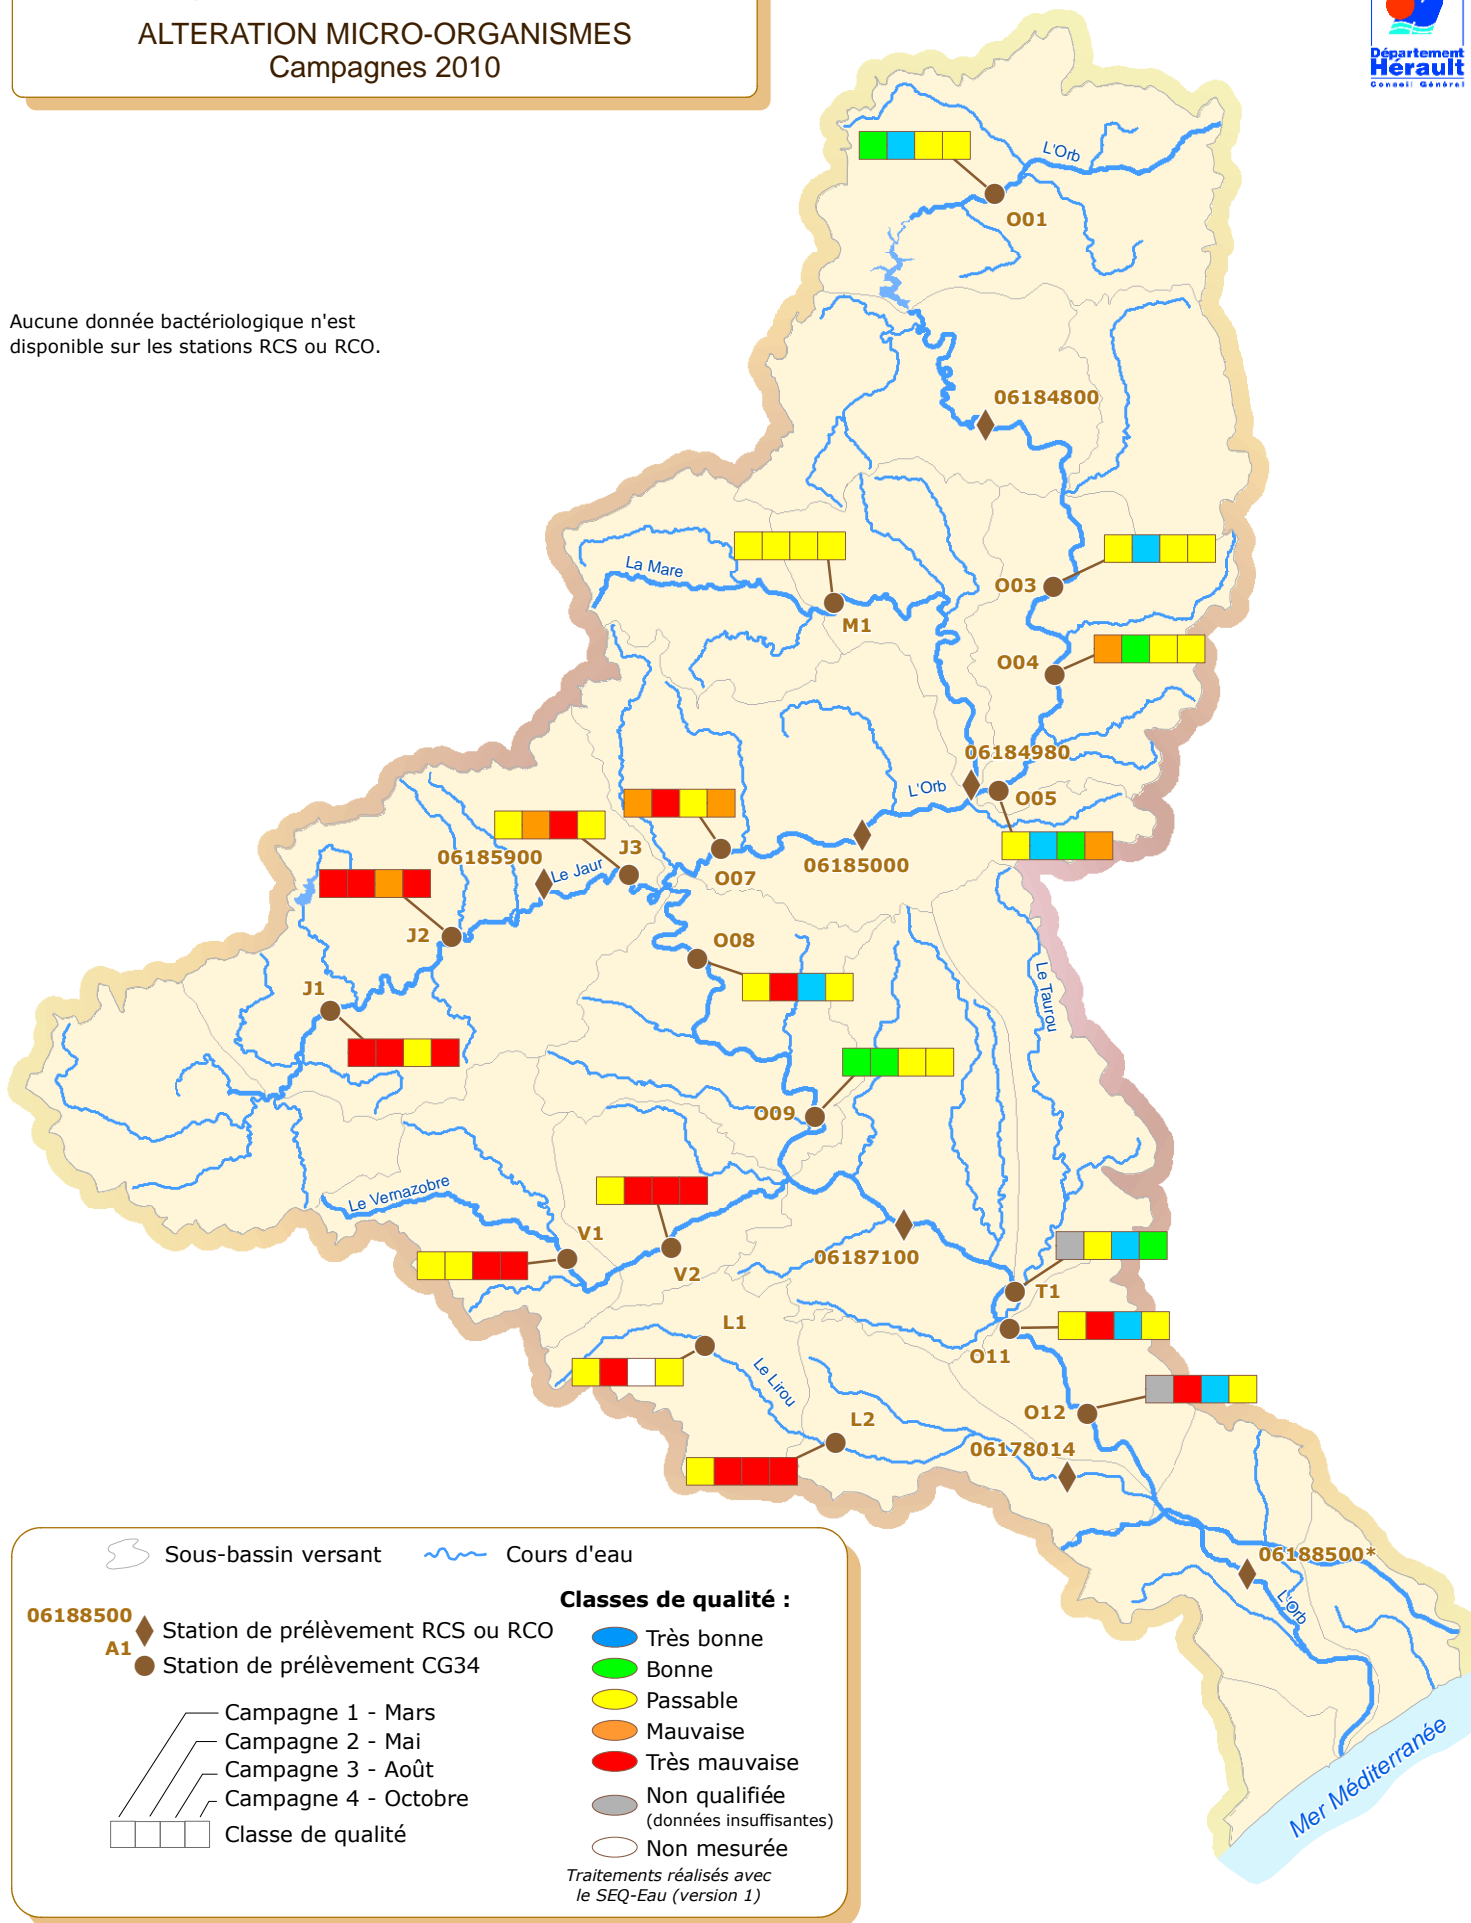 ALTERATION MICRO-ORGANISMES
Campagnes 2010
Département
Hérault
Conseil Général
L'Orb
O01
Aucune donnée bactériologique n'est
disponible sur les stations RCS ou RCO.
06184800
La Mare
M1
O03
O04
06184980
L'Orb
O05
J3
06185900
Le Jaur
O07
06185000
J2
O08
J1
Le Taurou
O09
Le Vernazobre
V1
V2
06187100
T1
L1
O11
Le Lirou
L2
O12
06178014
06188500*
L'Orb
Mer Méditerranée
Sous-bassin versant
Cours d'eau
06188500
A1
Station de prélèvement RCS ou RCO
Station de prélèvement CG34
Campagne 1 - Mars
Campagne 2 - Mai
Campagne 3 - Août
Campagne 4 - Octobre
Classe de qualité
Classes de qualité :
Très bonne
Bonne
Passable
Mauvaise
Très mauvaise
Non qualifiée
(données insuffisantes)
Non mesurée
Traitements réalisés avec
le SEQ-Eau (version 1)